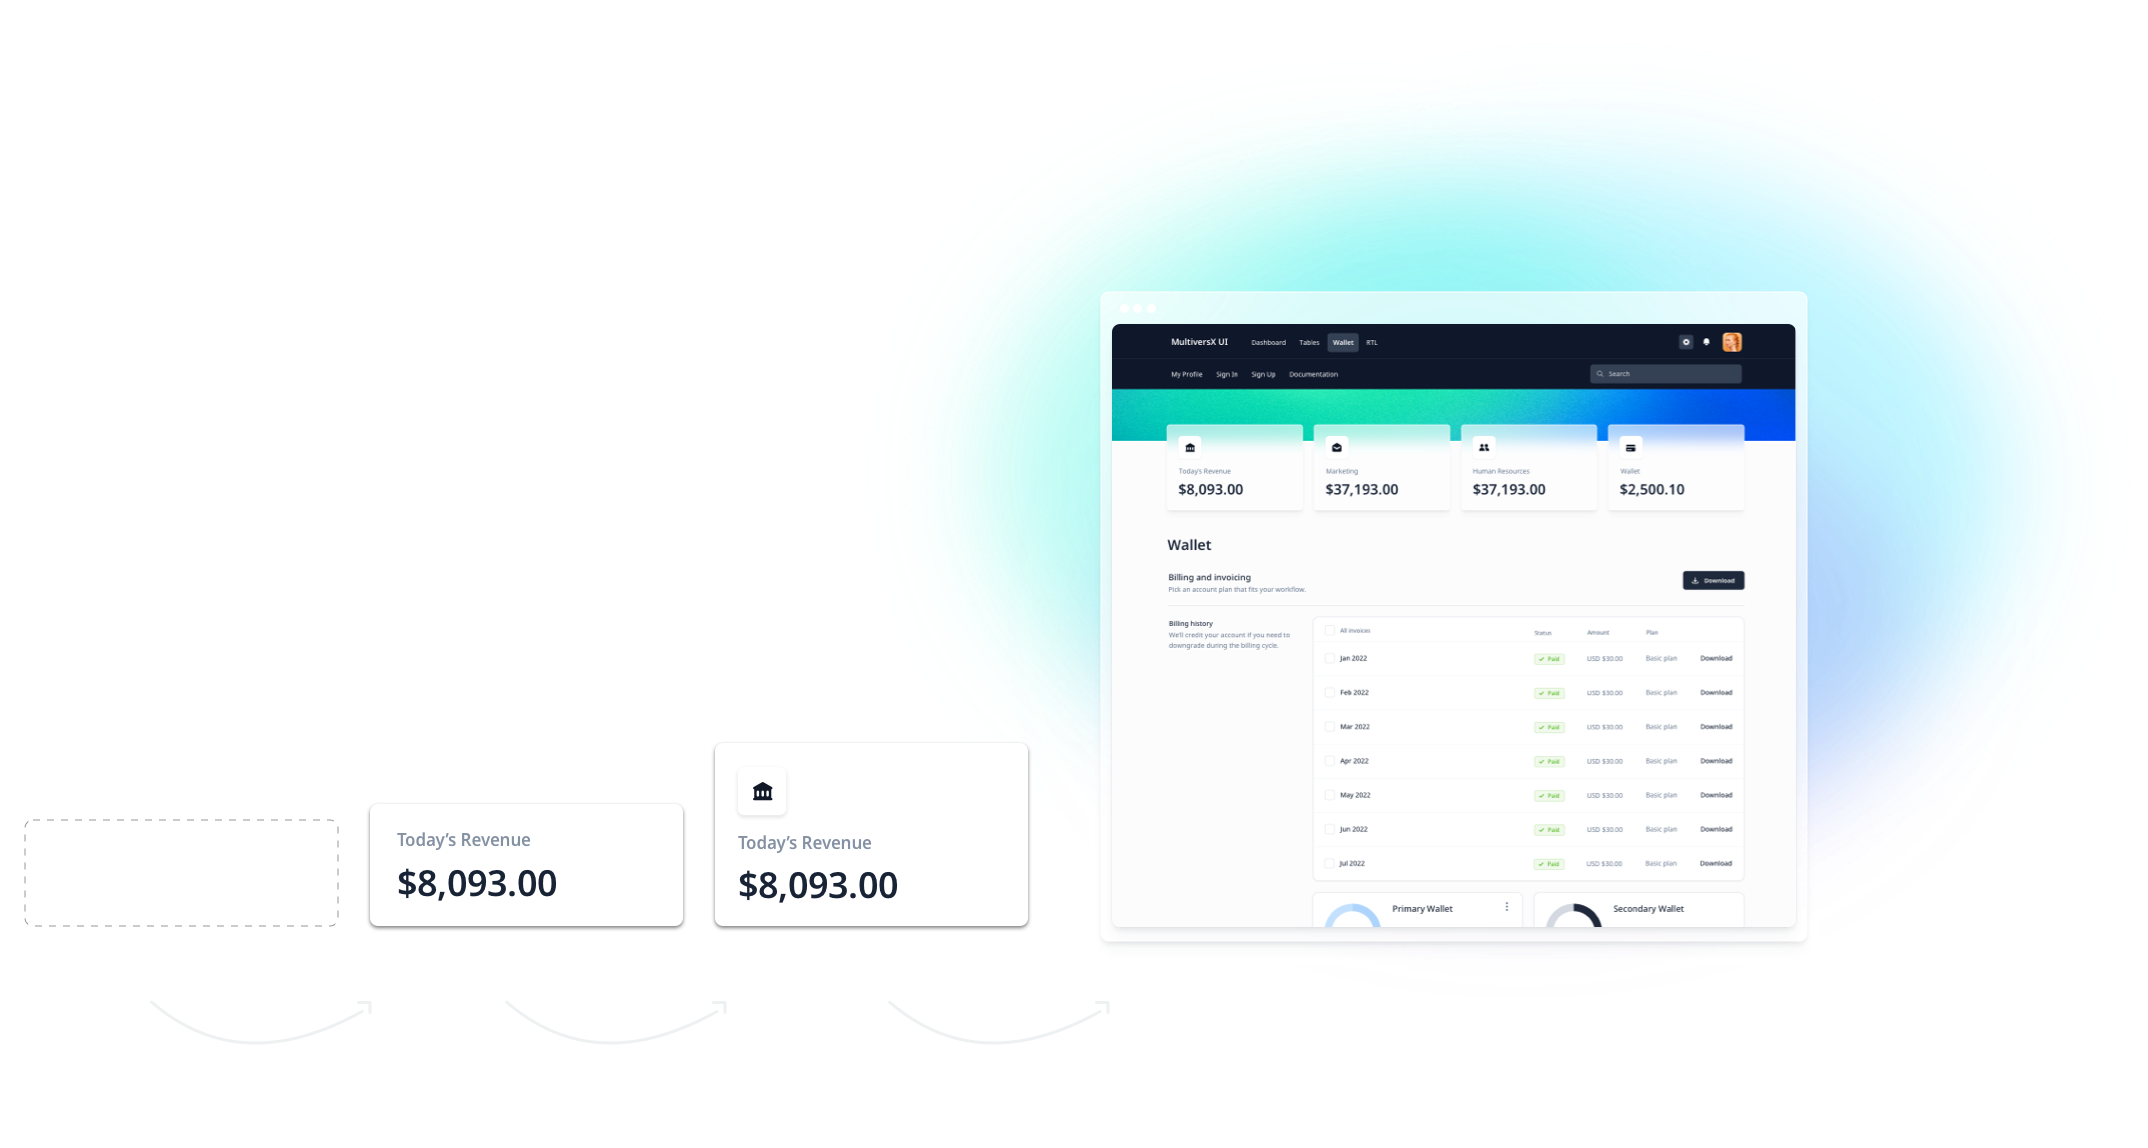 Today's Revenue
$8,093.00
Today's Revenue
$8,093.00
MultiversX UI Dashboard Tables Wallet RTL
My Profile Sign In Sign Up Documentation Search
Today's Revenue Marketing Human Resources Wallet
$8,093.00 $37,193.00 $37,193.00 $2,500.10
Wallet
Billing and invoicing Download
Pick an account plan that fits your workflow.
Billing history
We'll credit your account if you need to
downgrade during the billing cycle.
All invoices Status Amount Plan
Jan 2022 Paid USD $30.00 Basic plan Download
Feb 2022 Paid USD $30.00 Basic plan Download
Mar 2022 Paid USD $30.00 Basic plan Download
Apr 2022 Paid USD $30.00 Basic plan Download
May 2022 Paid USD $30.00 Basic plan Download
Jun 2022 Paid USD $30.00 Basic plan Download
Jul 2022 Paid USD $30.00 Basic plan Download
Primary Wallet Secondary Wallet